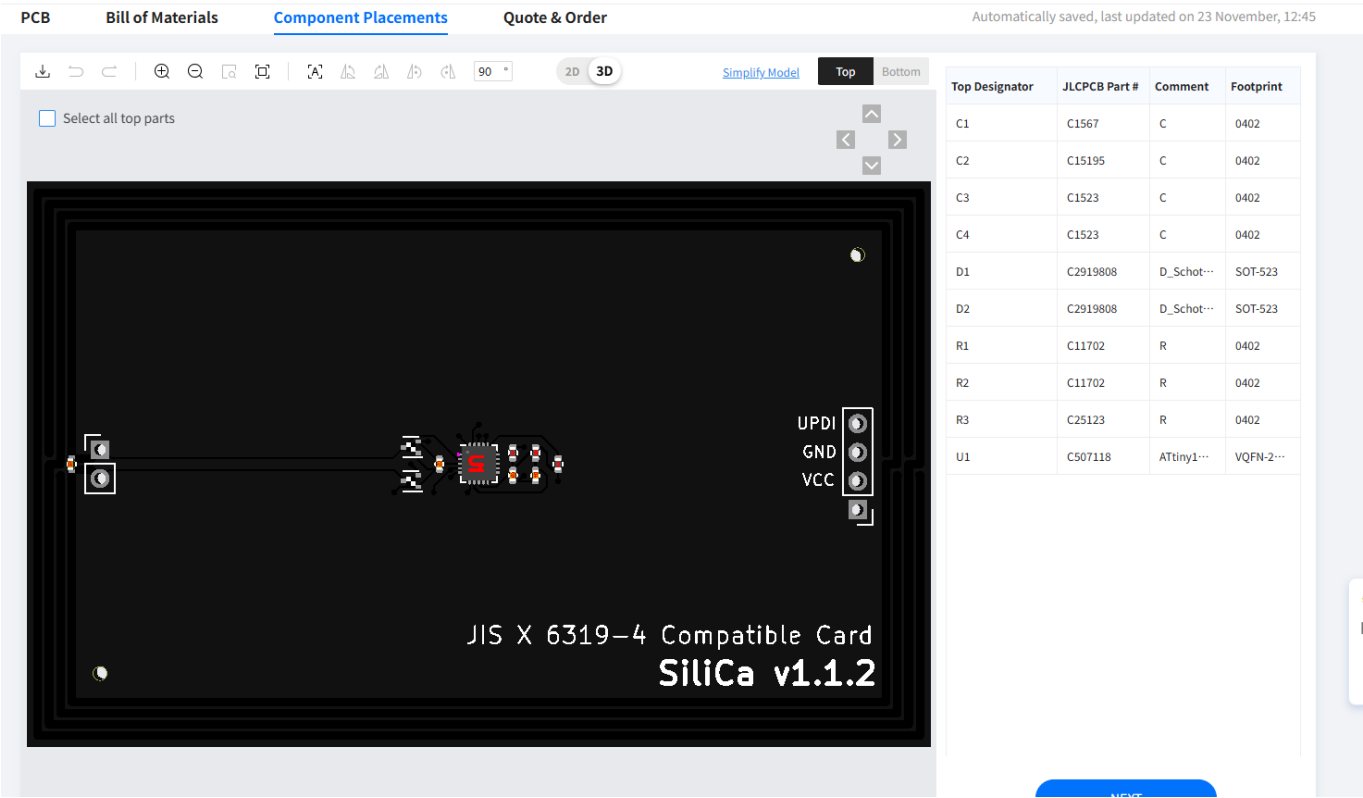 PCB Bill of Materials Component Placements Quote & Order Automatically saved, last updated on 23 November, 12:45
90 ° 2D 3D Simplify Model Top Bottom
Select all top parts
Top Designator JLCPCB Part # Comment Footprint
C1 C1567 C 0402
C2 C15195 C 0402
C3 C1523 C 0402
C4 C1523 C 0402
D1 C2919808 D_Schot··· SOT-523
D2 C2919808 D_Schot··· SOT-523
R1 C11702 R 0402
R2 C11702 R 0402
R3 C25123 R 0402
U1 C507118 ATtiny1··· VQFN-2···
UPDI
GND
VCC
JIS X 6319-4 Compatible Card
SiliCa v1.1.2
NEXT